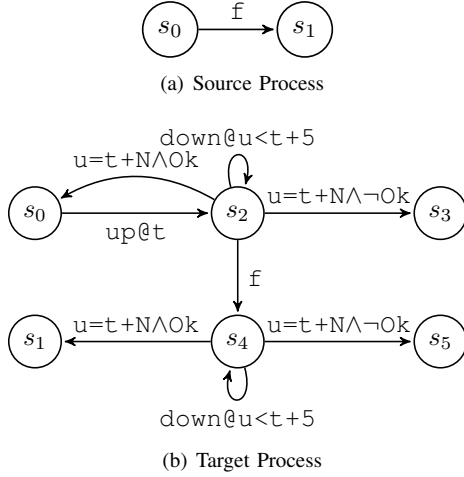 f
s₀ s₁
(a) Source Process
down@u<t+5
u=t+N∧Ok
u=t+N∧¬Ok
s₀ s₂ s₃
up@t
f
u=t+N∧Ok u=t+N∧¬Ok
s₁ s₄ s₅
down@u<t+5
(b) Target Process